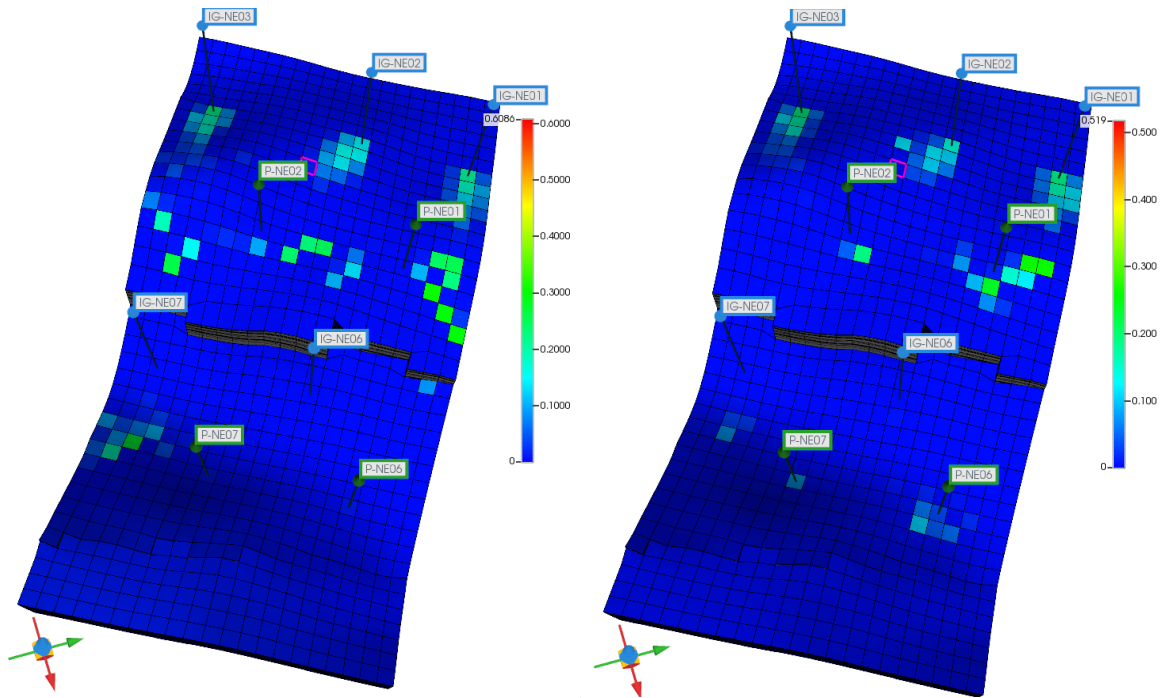 IG-NE03
IG-NE02
IG-NE01
0.6086
0.6000
0.5000
0.4000
0.3000
0.2000
0.1000
0
P-NE02
P-NE01
IG-NE07
IG-NE06
P-NE07
P-NE06
IG-NE03
IG-NE02
IG-NE01
0.519
0.500
0.400
0.300
0.200
0.100
0
P-NE02
P-NE01
IG-NE07
IG-NE06
P-NE07
P-NE06